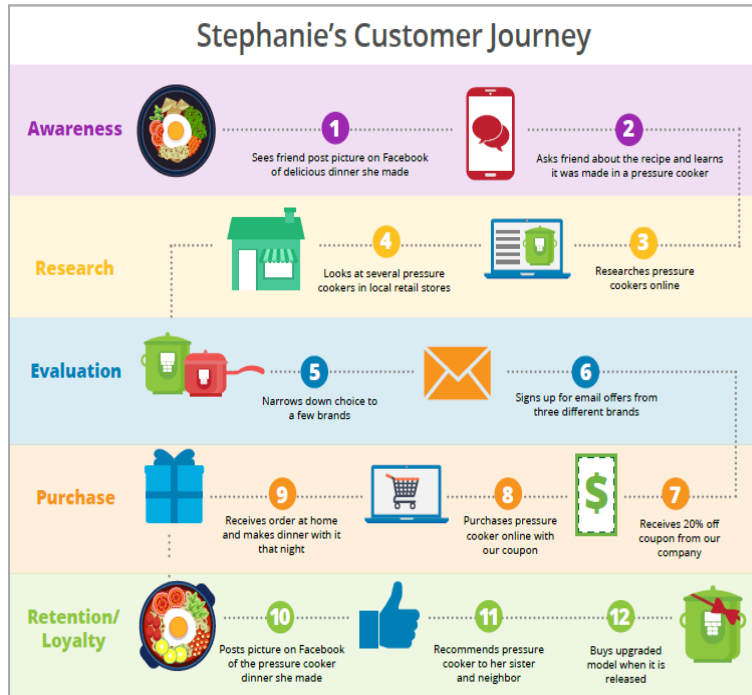 Stephanie's Customer Journey
Awareness
1
Sees friend post picture on Facebook
of delicious dinner she made
2
Asks friend about the recipe and learns
it was made in a pressure cooker
Research
4
Looks at several pressure
cookers in local retail stores
3
Researches pressure
cookers online
Evaluation
5
Narrows down choice to
a few brands
6
Signs up for email offers from
three different brands
Purchase
9
Receives order at home
and makes dinner with it
that night
8
Purchases pressure
cooker online with
our coupon
$
7
Receives 20% off
coupon from our
company
Retention/
Loyalty
10
Posts picture on Facebook
of the pressure cooker
dinner she made
11
Recommends pressure
cooker to her sister
and neighbor
12
Buys upgraded
model when it is
released